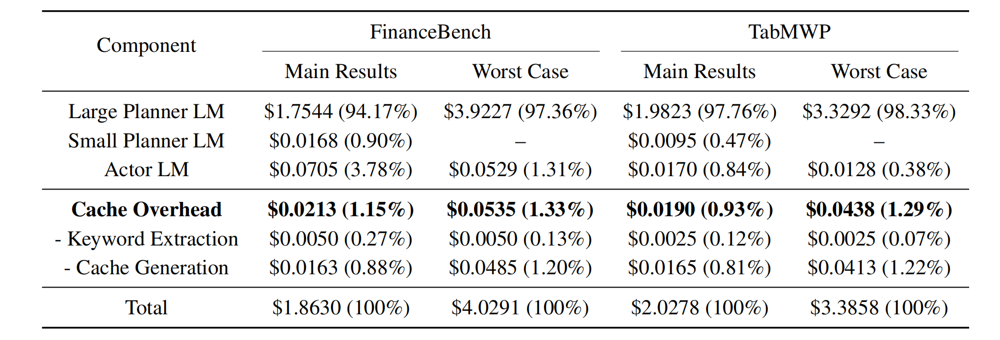 Component FinanceBench TabMWP
Main Results Worst Case Main Results Worst Case
Large Planner LM $1.7544 (94.17%) $3.9227 (97.36%) $1.9823 (97.76%) $3.3292 (98.33%)
Small Planner LM $0.0168 (0.90%) – $0.0095 (0.47%) –
Actor LM $0.0705 (3.78%) $0.0529 (1.31%) $0.0170 (0.84%) $0.0128 (0.38%)
Cache Overhead $0.0213 (1.15%) $0.0535 (1.33%) $0.0190 (0.93%) $0.0438 (1.29%)
- Keyword Extraction $0.0050 (0.27%) $0.0050 (0.13%) $0.0025 (0.12%) $0.0025 (0.07%)
- Cache Generation $0.0163 (0.88%) $0.0485 (1.20%) $0.0165 (0.81%) $0.0413 (1.22%)
Total $1.8630 (100%) $4.0291 (100%) $2.0278 (100%) $3.3858 (100%)